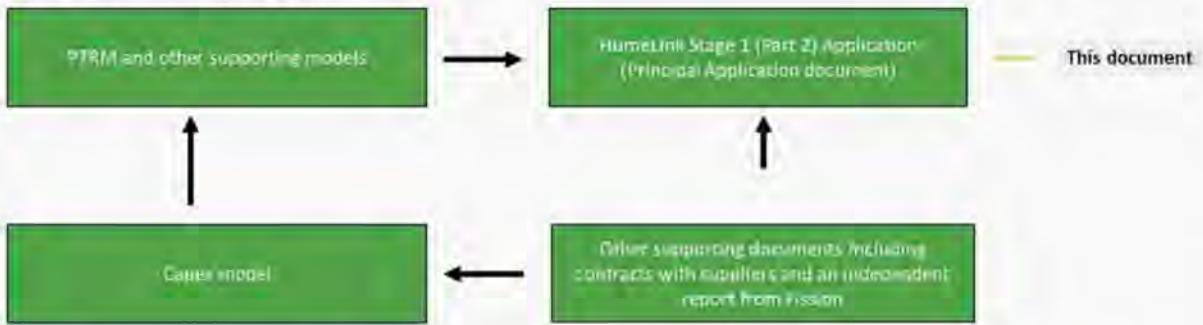 PTRM and other supporting models
HumeLink Stage 1 (Part 2) Application
(Principal Application document)
This document
Capex model
Other supporting documents including
contracts with suppliers and an independent
report from Fission